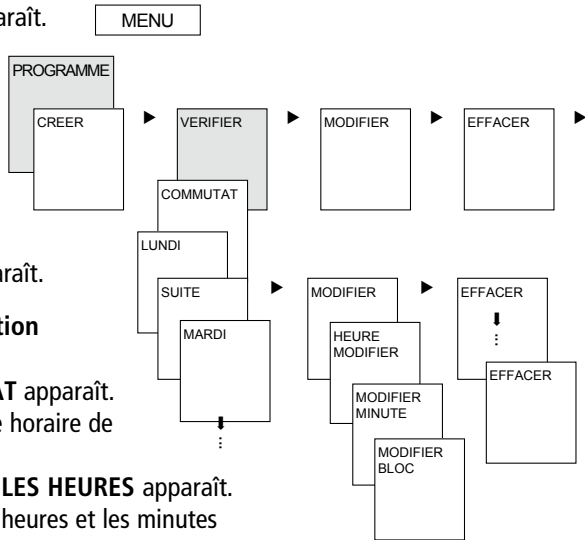 araît.
MENU
PROGRAMME
CREER
VERIFIER
MODIFIER
EFFACER
COMMUTAT
LUNDI
SUITE
MARDI
MODIFIER
HEURE
MODIFIER
MODIFIER
MINUTE
MODIFIER
BLOC
EFFACER
EFFACER
araît.
tion
AT apparaît.
e horaire de
LES HEURES apparaît.
heures et les minutes